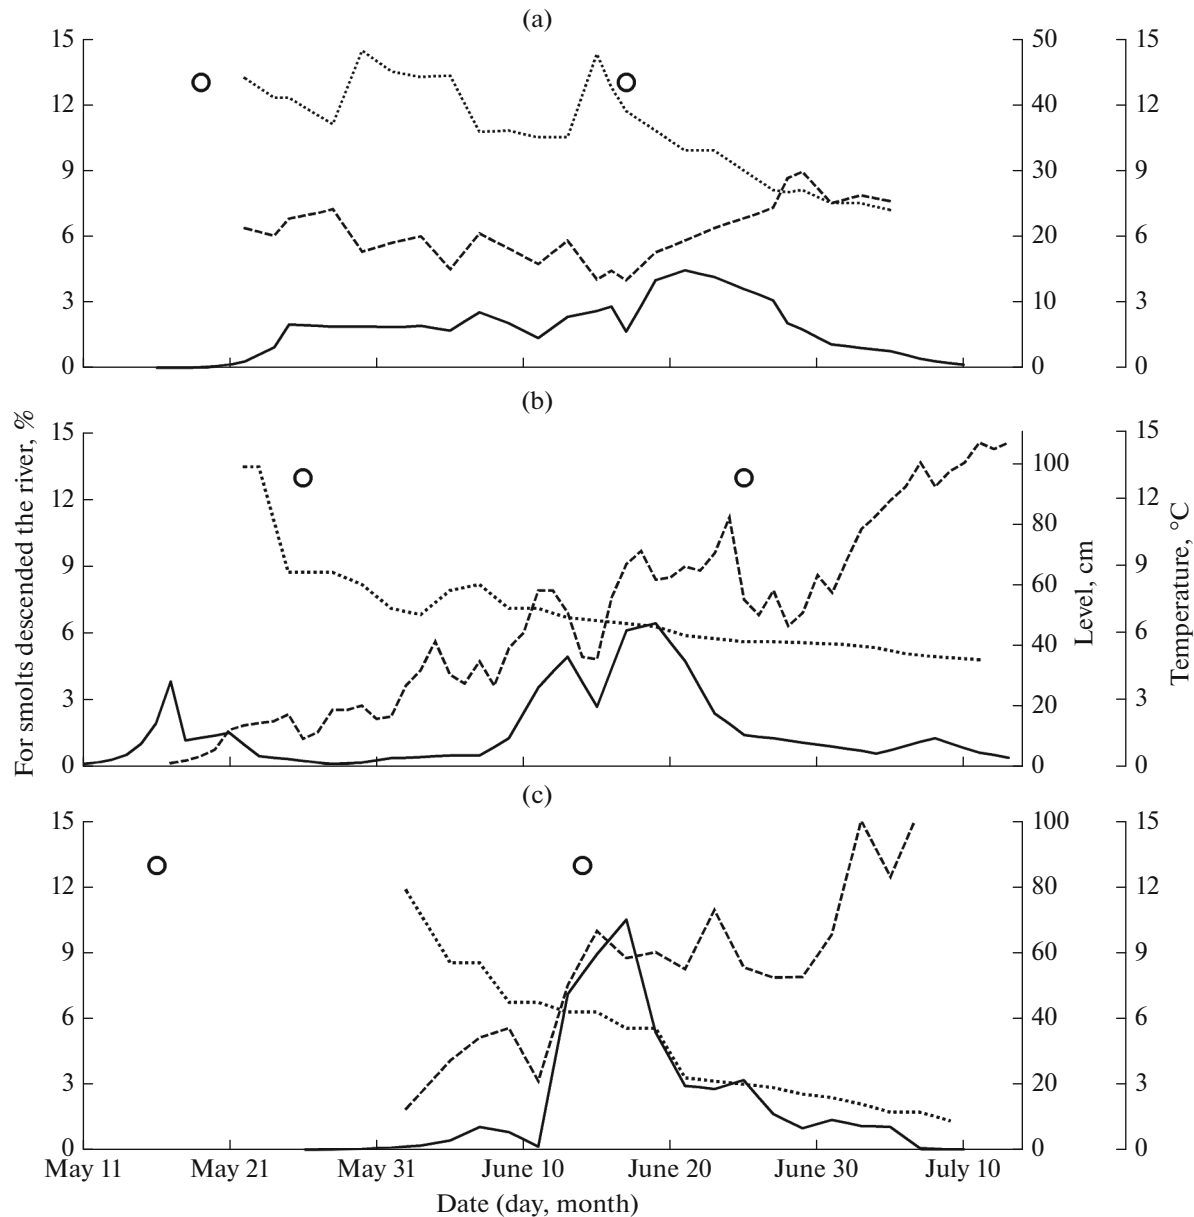 (a)
15 50 15
12 40 12
9 30 9
6 20 6
3 10 3
0 0 0
(b)
15 15
12 100 12
9 80 9
6 60 6
3 40 3
0 20 0
0
For smolts descended the river, %
Level, cm
Temperature, °C
(c)
15 100 15
12 80 12
9 60 9
6 40 6
3 20 3
0 0 0
May 11 May 21 May 31 June 10 June 20 June 30 July 10
Date (day, month)